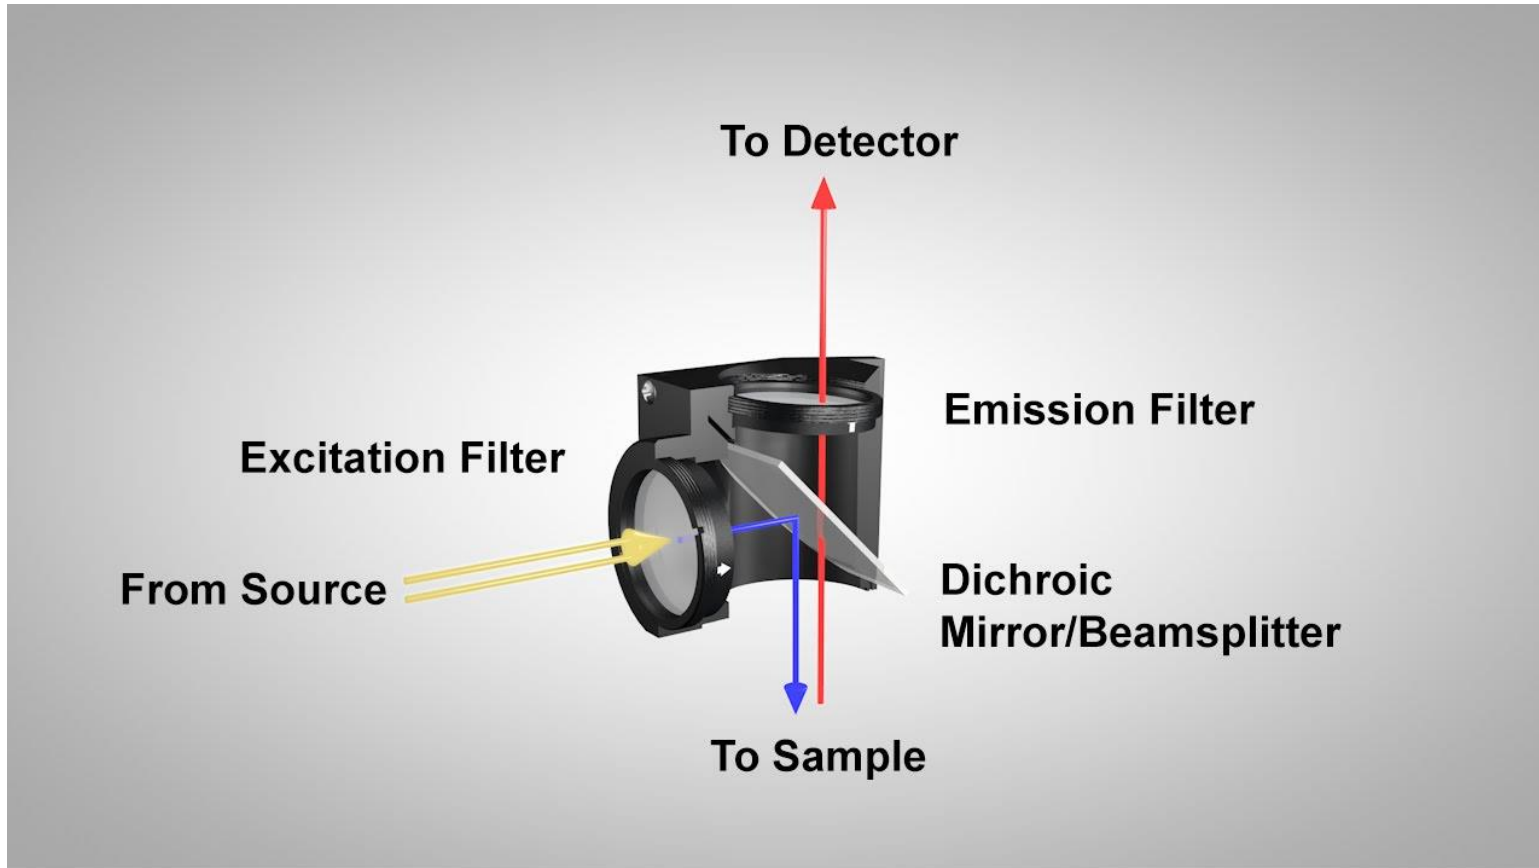 To Detector
Emission Filter
Excitation Filter
From Source
Dichroic
Mirror/Beamsplitter
To Sample